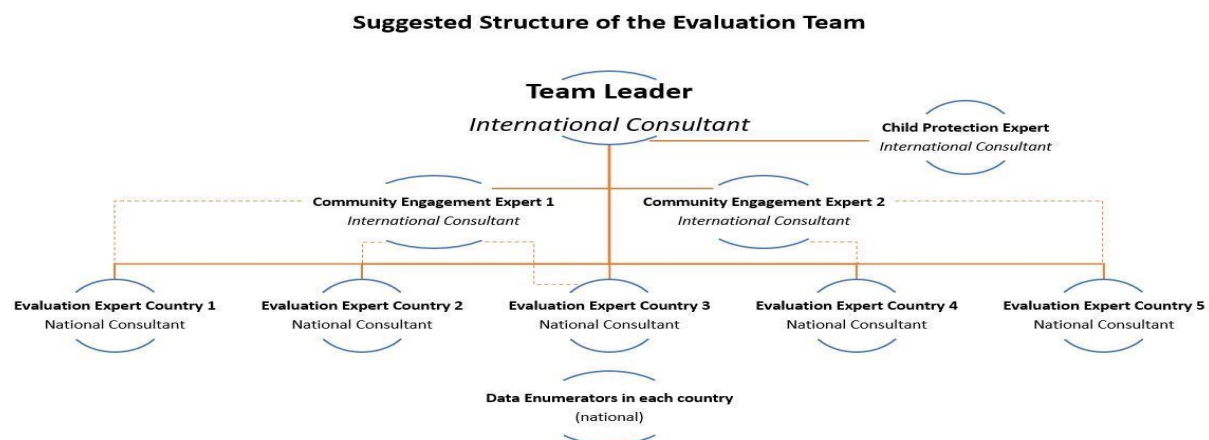 Suggested Structure of the Evaluation Team
Team Leader
International Consultant
Child Protection Expert
International Consultant
Community Engagement Expert 1
International Consultant
Community Engagement Expert 2
International Consultant
Evaluation Expert Country 1
National Consultant
Evaluation Expert Country 2
National Consultant
Evaluation Expert Country 3
National Consultant
Evaluation Expert Country 4
National Consultant
Evaluation Expert Country 5
National Consultant
Data Enumerators in each country
(national)